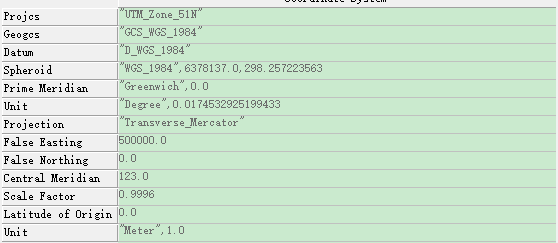 Coordinate System
Projcs "UTM_Zone_51N"
Geogcs "GCS_WGS_1984"
Datum "D_WGS_1984"
Spheroid "WGS_1984",6378137.0,298.257223563
Prime Meridian "Greenwich",0.0
Unit "Degree",0.0174532925199433
Projection "Transverse_Mercator"
False Easting 500000.0
False Northing 0.0
Central Meridian 123.0
Scale Factor 0.9996
Latitude of Origin 0.0
Unit "Meter",1.0